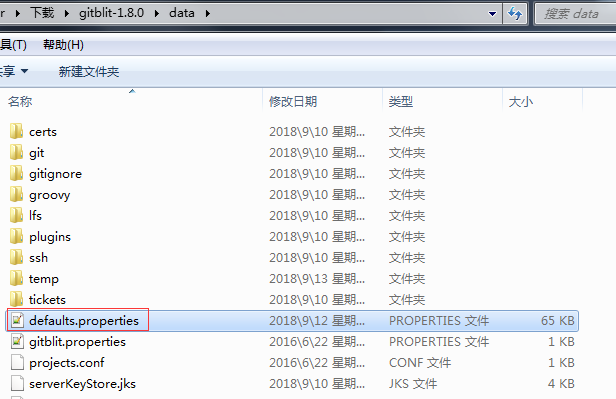 r ▸ 下载 ▸ gitblit-1.8.0 ▸ data ▸ 搜索 data
具(T) 帮助(H)
共享 ▼ 新建文件夹
名称 修改日期 类型 大小
certs 2018\9\10 星期... 文件夹
git 2018\9\10 星期... 文件夹
gitignore 2018\9\10 星期... 文件夹
groovy 2018\9\10 星期... 文件夹
lfs 2018\9\10 星期... 文件夹
plugins 2018\9\10 星期... 文件夹
ssh 2018\9\10 星期... 文件夹
temp 2018\9\13 星期... 文件夹
tickets 2018\9\10 星期... 文件夹
defaults.properties 2018\9\12 星期... PROPERTIES 文件 65 KB
gitblit.properties 2016\6\22 星期... PROPERTIES 文件 1 KB
projects.conf 2016\6\22 星期... CONF 文件 1 KB
serverKeyStore.jks 2018\9\10 星期... JKS 文件 4 KB